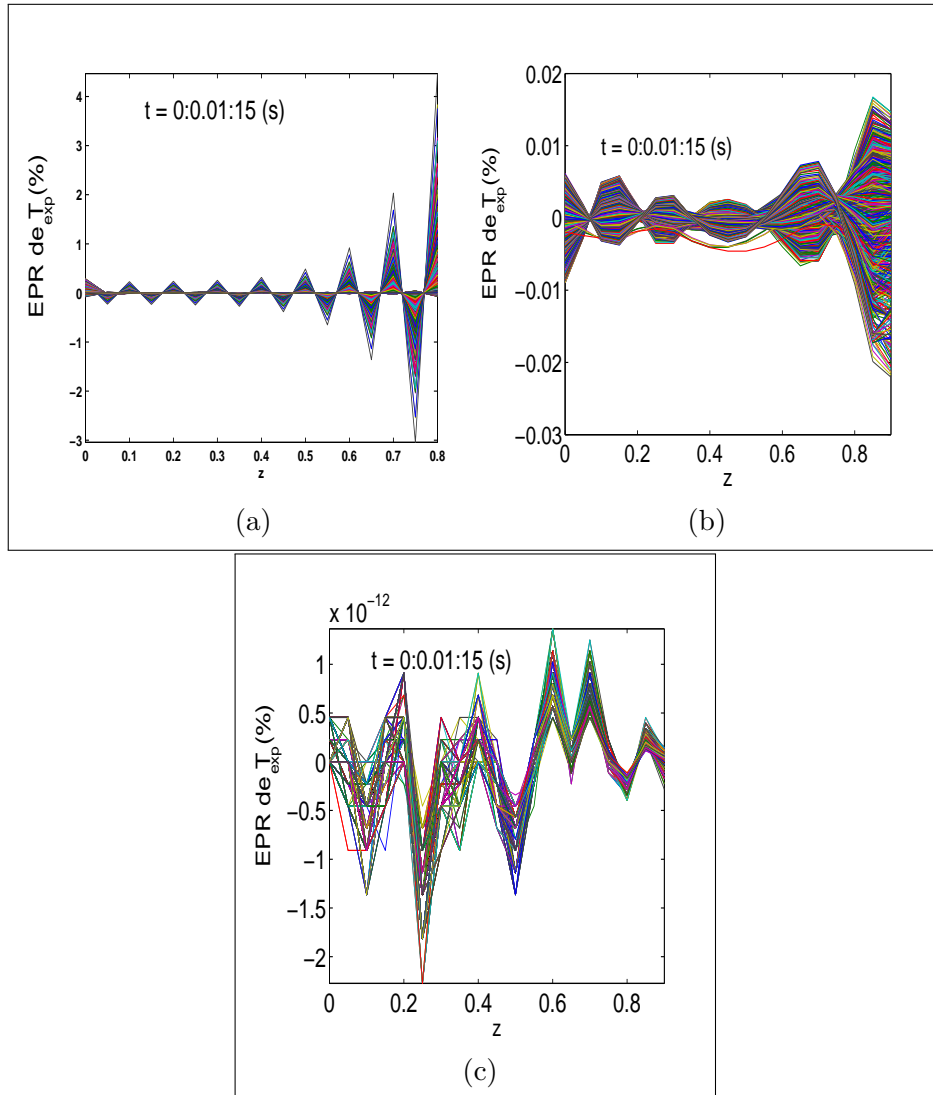 t = 0:0.01:15 (s)
EPR de T_exp (%)
4
3
2
1
0
−1
−2
−3
0 0.1 0.2 0.3 0.4 0.5 0.6 0.7 0.8
z
(a)
t = 0:0.01:15 (s)
EPR de T_exp (%)
0.02
0.01
0
−0.01
−0.02
−0.03
0 0.2 0.4 0.6 0.8
z
(b)
x 10^−12
t = 0:0.01:15 (s)
EPR de T_exp (%)
1
0.5
0
−0.5
−1
−1.5
−2
0 0.2 0.4 0.6 0.8
z
(c)